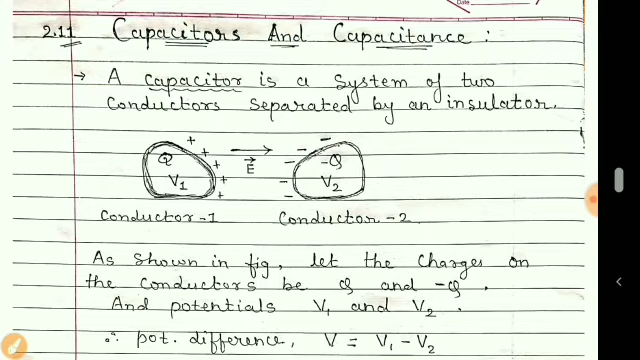 Date
2.11 Capacitors And Capacitance :
→ A capacitor is a system of two
conductors separated by an insulator.
+ + + + +
Q
V₁
→
E
- - - - -
-Q
V₂
Conductor-1 Conductor-2
As shown in fig, let the charges on
the conductors be Q and -Q.
And potentials V₁ and V₂.
∴ pot. difference, V = V₁ - V₂